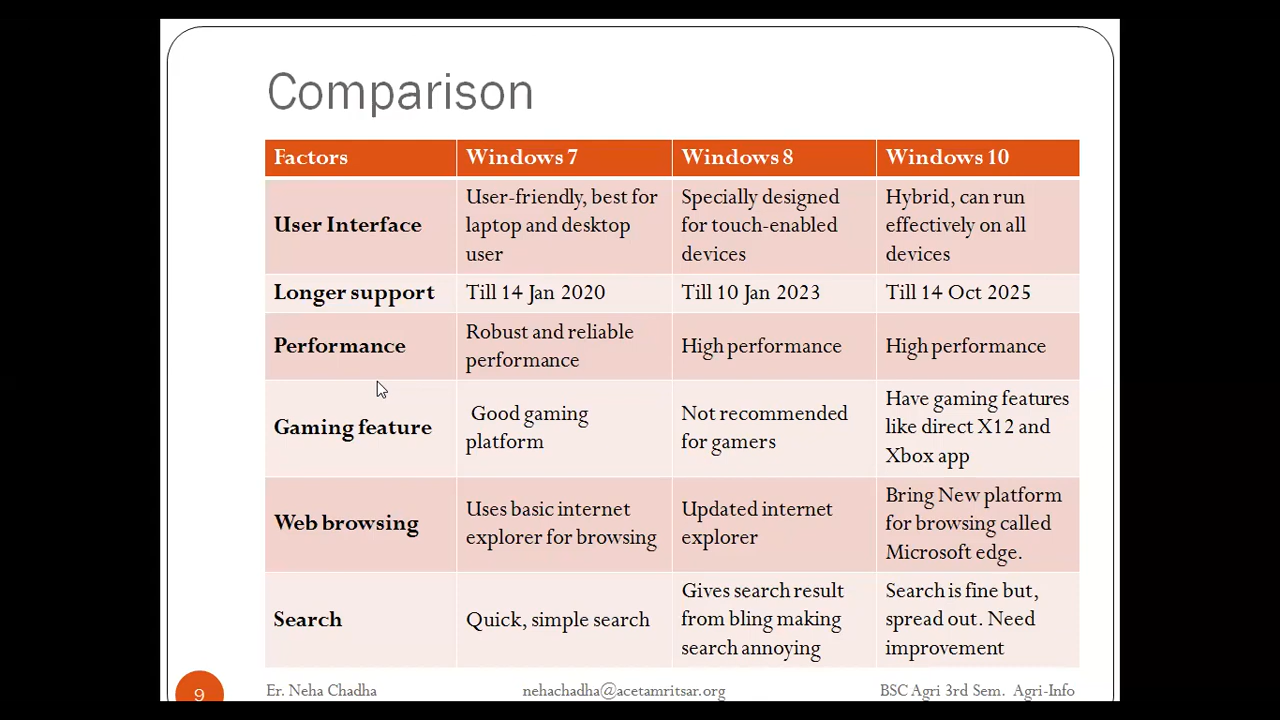 Comparison
Factors
Windows 7
Windows 8
Windows 10
User Interface
User-friendly, best for
laptop and desktop
user
Specially designed
for touch-enabled
devices
Hybrid, can run
effectively on all
devices
Longer support
Till 14 Jan 2020
Till 10 Jan 2023
Till 14 Oct 2025
Performance
Robust and reliable
performance
High performance
High performance
Gaming feature
Good gaming
platform
Not recommended
for gamers
Have gaming features
like direct X12 and
Xbox app
Web browsing
Uses basic internet
explorer for browsing
Updated internet
explorer
Bring New platform
for browsing called
Microsoft edge.
Search
Quick, simple search
Gives search result
from bling making
search annoying
Search is fine but,
spread out. Need
improvement
9
Er. Neha Chadha
nehachadha@acetamritsar.org
BSC Agri 3rd Sem. Agri-Info